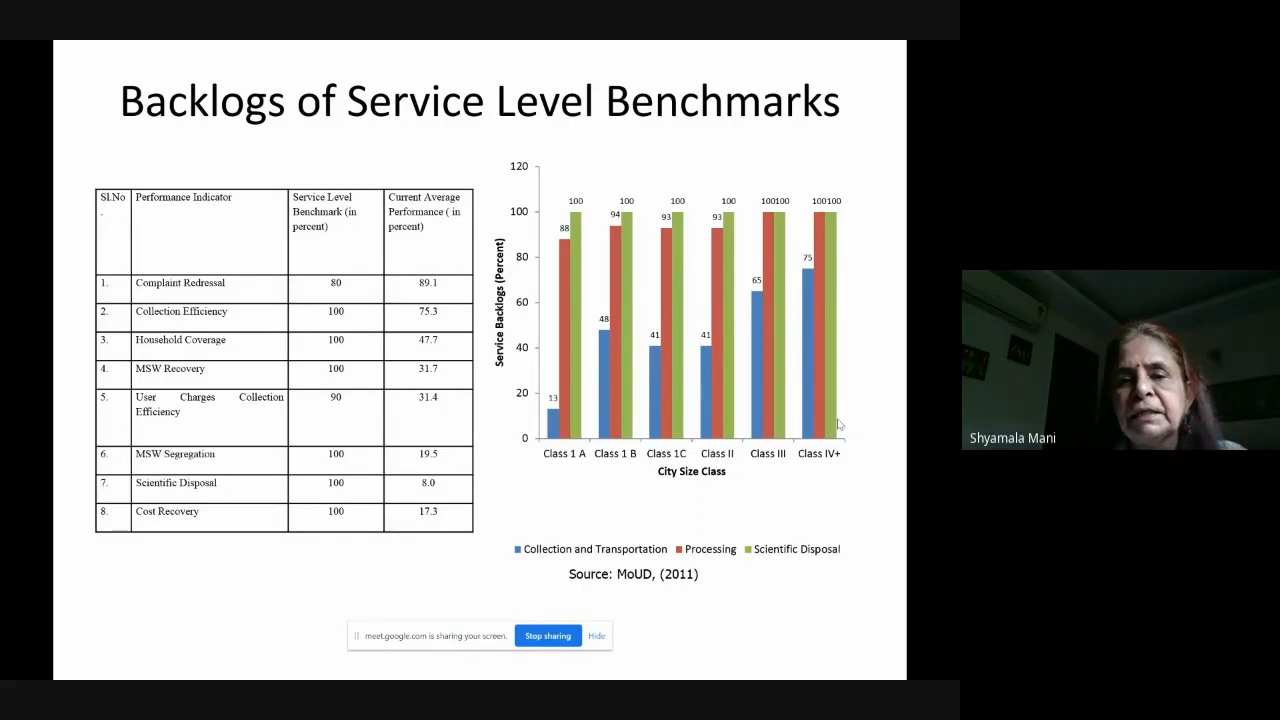 Backlogs of Service Level Benchmarks
Sl.No
.
Performance Indicator
Service Level
Benchmark (in
percent)
Current Average
Performance ( in
percent)
1. Complaint Redressal 80 89.1
2. Collection Efficiency 100 75.3
3. Household Coverage 100 47.7
4. MSW Recovery 100 31.7
5. User Charges Collection 90 31.4
Efficiency
6. MSW Segregation 100 19.5
7. Scientific Disposal 100 8.0
8. Cost Recovery 100 17.3
Service Backlogs (Percent)
120
100
80
60
40
20
0
13 88 100
48 94 100
41 93 100
41 93 100
65 100 100
75 100 100
Class 1 A Class 1 B Class 1C Class II Class III Class IV+
City Size Class
Collection and Transportation Processing Scientific Disposal
Source: MoUD, (2011)
meet.google.com is sharing your screen. Stop sharing Hide
Shyamala Mani